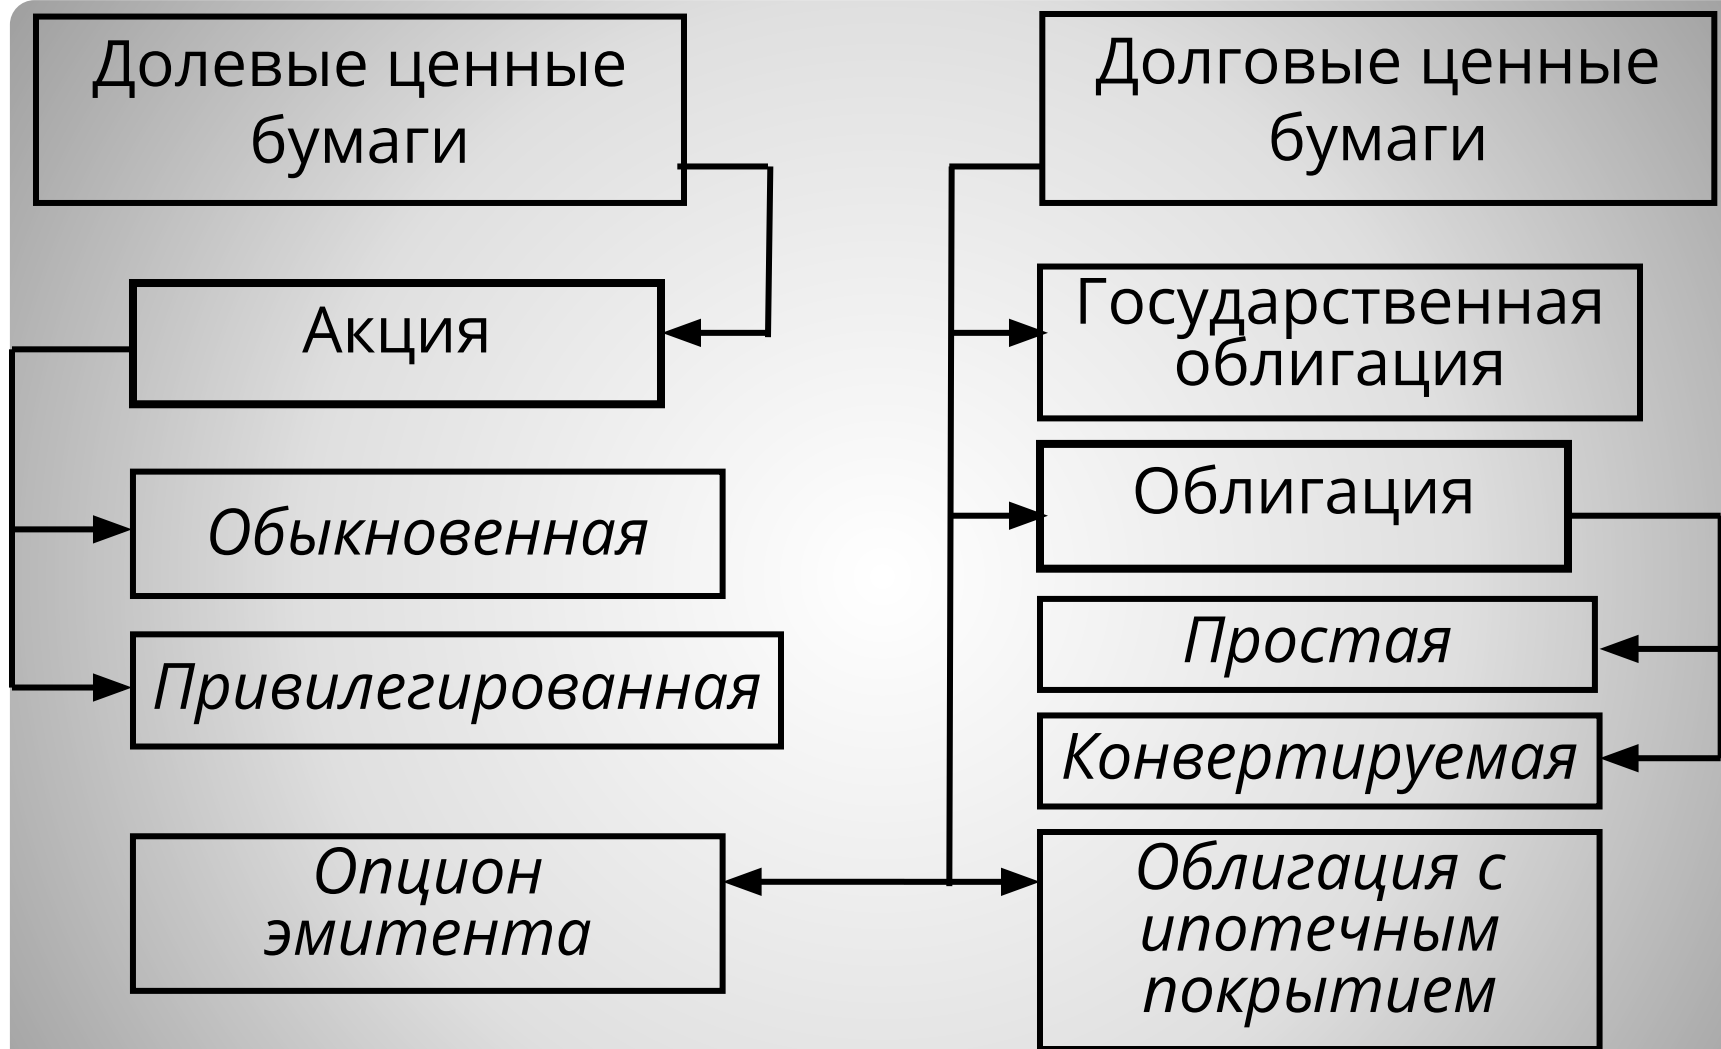 Долевые ценные
бумаги
Акция
Обыкновенная
Привилегированная
Опцион
эмитента
Долговые ценные
бумаги
Государственная
облигация
Облигация
Простая
Конвертируемая
Облигация с
ипотечным
покрытием